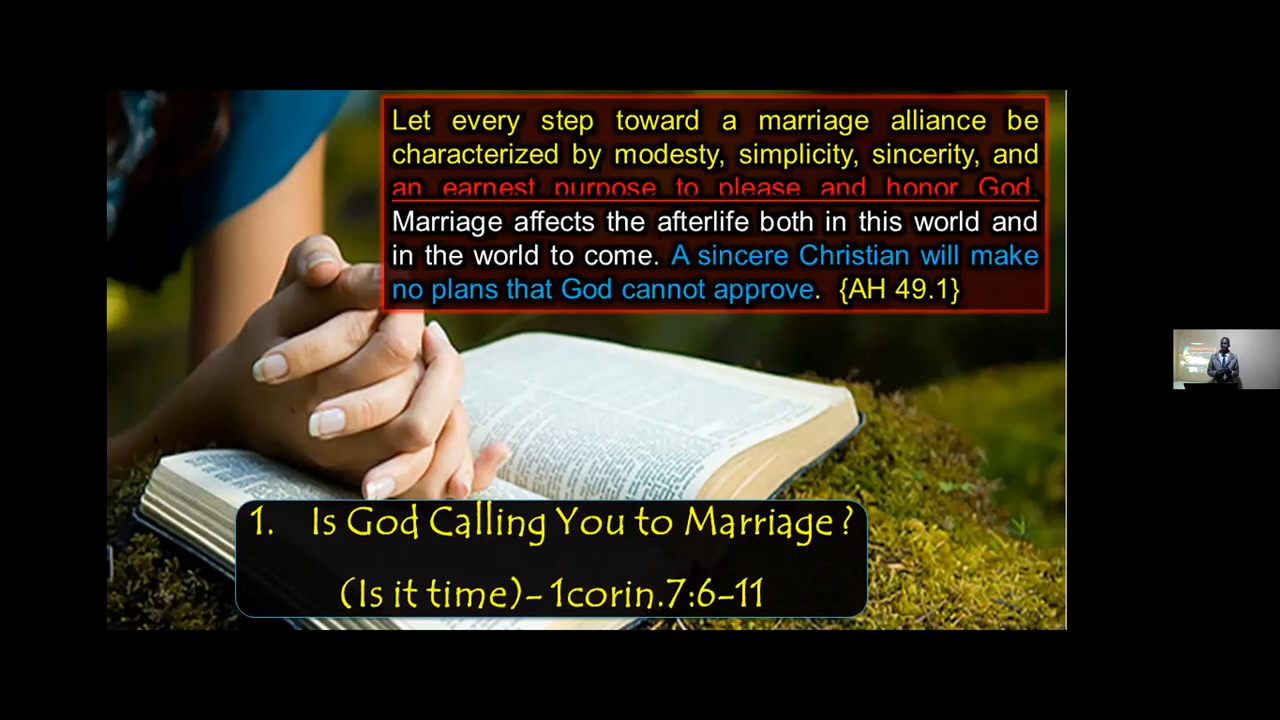 Let every step toward a marriage alliance be
characterized by modesty, simplicity, sincerity, and
an earnest purpose to please and honor God.
Marriage affects the afterlife both in this world and
in the world to come. A sincere Christian will make
no plans that God cannot approve. {AH 49.1}
1. Is God Calling You to Marriage ?
(Is it time)- 1corin.7:6-11